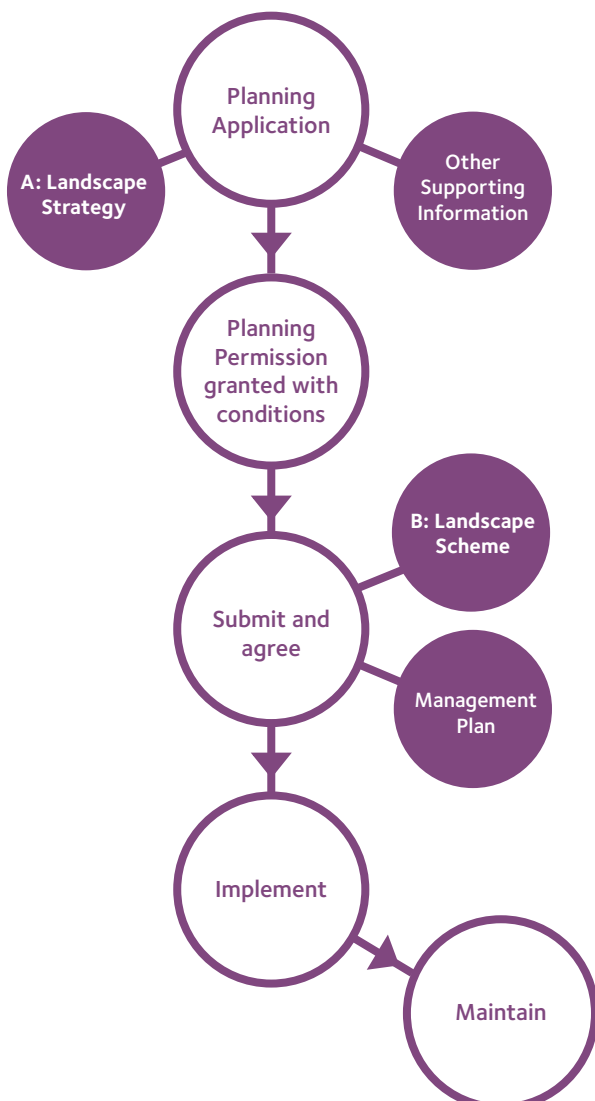 Planning
Application
A: Landscape
Strategy
Other
Supporting
Information
Planning
Permission
granted with
conditions
B: Landscape
Scheme
Submit and
agree
Management
Plan
Implement
Maintain